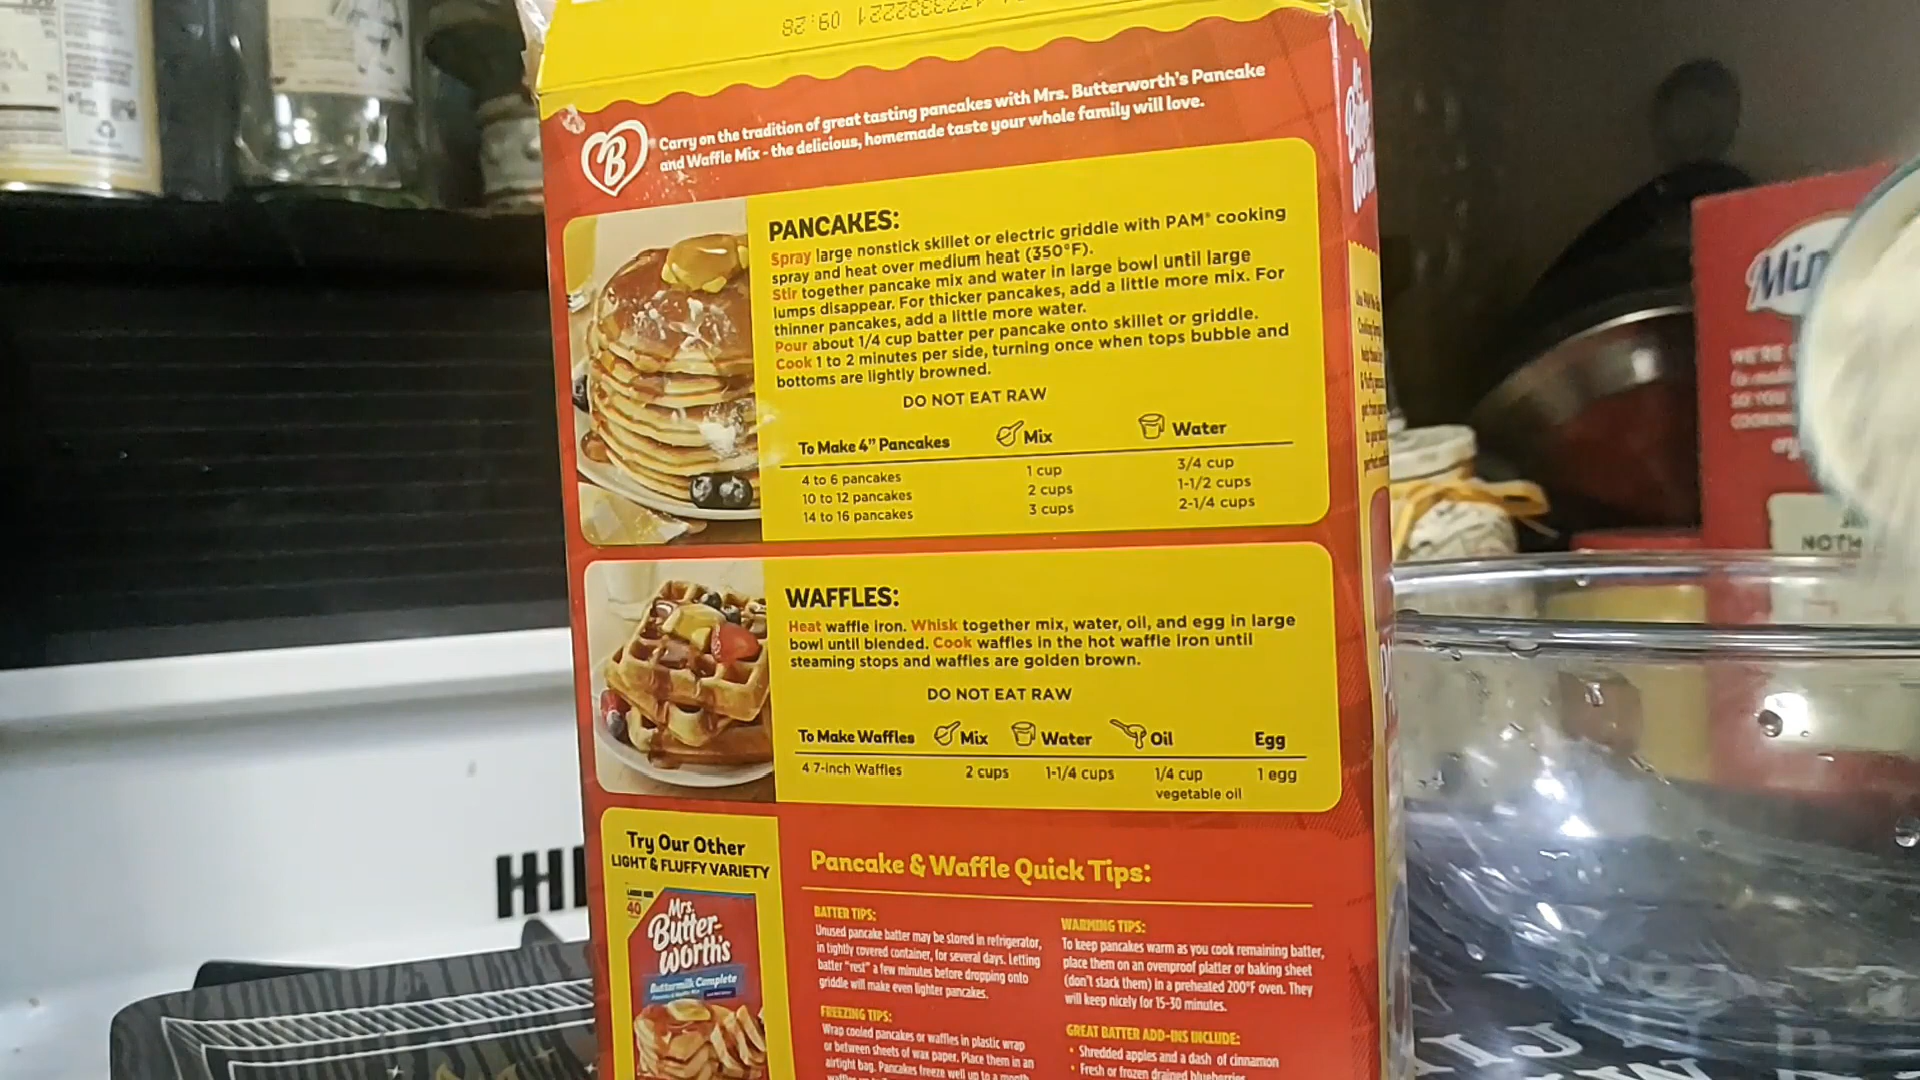 09:28
Carry on the tradition of great tasting pancakes with Mrs. Butterworth's Pancake
and Waffle Mix - the delicious, homemade taste your whole family will love.
B
PANCAKES:
Spray large nonstick skillet or electric griddle with PAM® cooking
spray and heat over medium heat (350°F).
Stir together pancake mix and water in large bowl until large
lumps disappear. For thicker pancakes, add a little more mix. For
thinner pancakes, add a little more water.
Pour about 1/4 cup batter per pancake onto skillet or griddle.
Cook 1 to 2 minutes per side, turning once when tops bubble and
bottoms are lightly browned.
DO NOT EAT RAW
To Make 4" Pancakes Mix Water
4 to 6 pancakes 1 cup 3/4 cup
10 to 12 pancakes 2 cups 1-1/2 cups
14 to 16 pancakes 3 cups 2-1/4 cups
WAFFLES:
Heat waffle iron. Whisk together mix, water, oil, and egg in large
bowl until blended. Cook waffles in the hot waffle iron until
steaming stops and waffles are golden brown.
DO NOT EAT RAW
To Make Waffles Mix Water Oil Egg
4 7-inch Waffles 2 cups 1-1/4 cups 1/4 cup 1 egg
vegetable oil
Try Our Other
LIGHT & FLUFFY VARIETY
40
Mrs.
Butter-
worth's
Buttermilk Complete
Pancake & Waffle Quick Tips:
BATTER TIPS:
Unused pancake batter may be stored in refrigerator,
in tightly covered container, for several days. Letting
batter "rest" a few minutes before dropping onto
griddle will make even lighter pancakes.
FREEZING TIPS:
Wrap cooled pancakes or waffles in plastic wrap
or between sheets of wax paper. Place them in an
airtight bag. Pancakes freeze well up to a month
WARMING TIPS:
To keep pancakes warm as you cook remaining batter,
place them on an ovenproof platter or baking sheet
(don't stack them) in a preheated 200°F oven. They
will keep nicely for 15-30 minutes.
GREAT BATTER ADD-INS INCLUDE:
• Shredded apples and a dash of cinnamon
• Fresh or frozen drained blueberries
Min
WE'RE